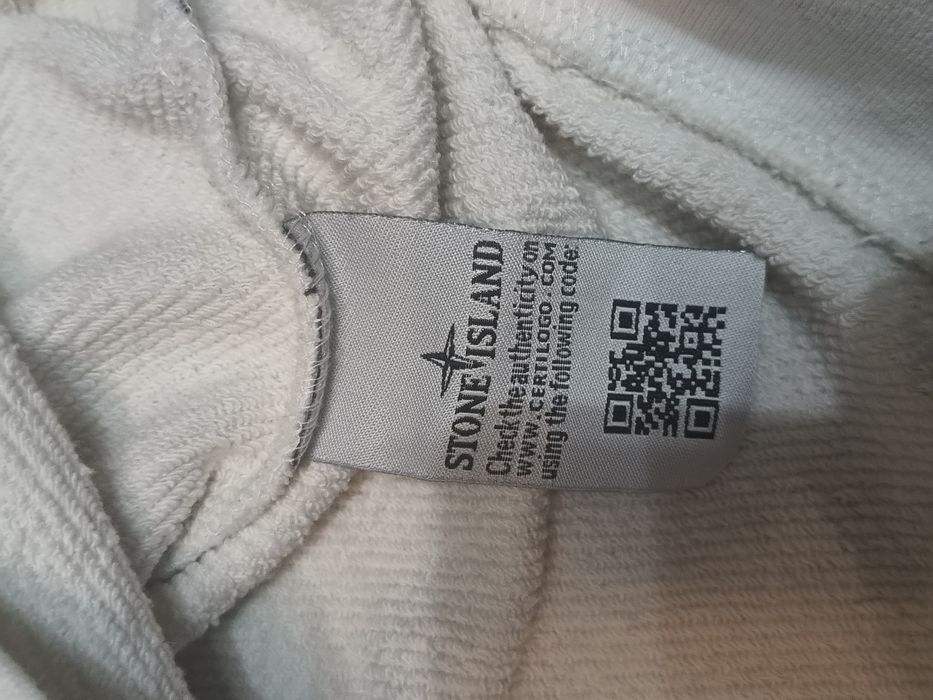 STONE ISLAND
Check the authenticity on
www.CERTILOGO.COM
using the following code: